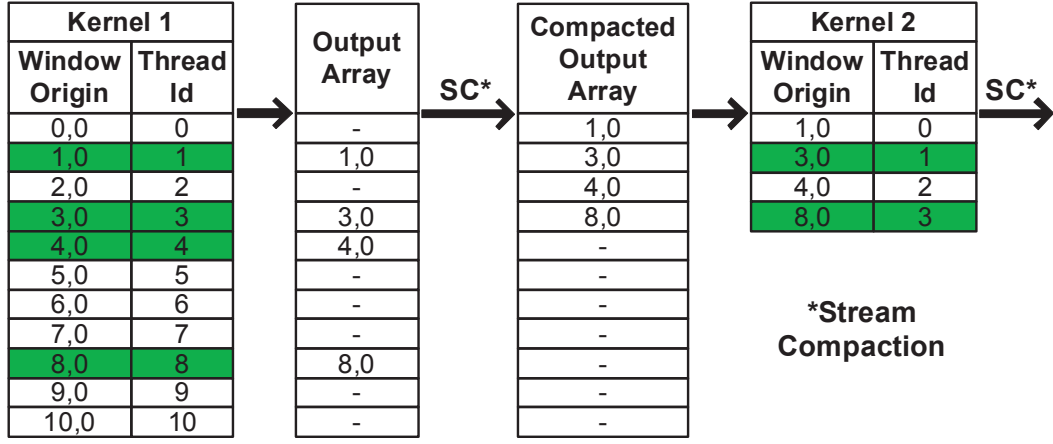 Kernel 1
Window Origin Thread Id
0,0 0
1,0 1
2,0 2
3,0 3
4,0 4
5,0 5
6,0 6
7,0 7
8,0 8
9,0 9
10,0 10
Output
Array
-
1,0
-
3,0
4,0
-
-
-
8,0
-
-
SC*
Compacted
Output
Array
1,0
3,0
4,0
8,0
-
-
-
-
-
-
-
Kernel 2
Window Origin Thread Id
1,0 0
3,0 1
4,0 2
8,0 3
SC*
*Stream
Compaction